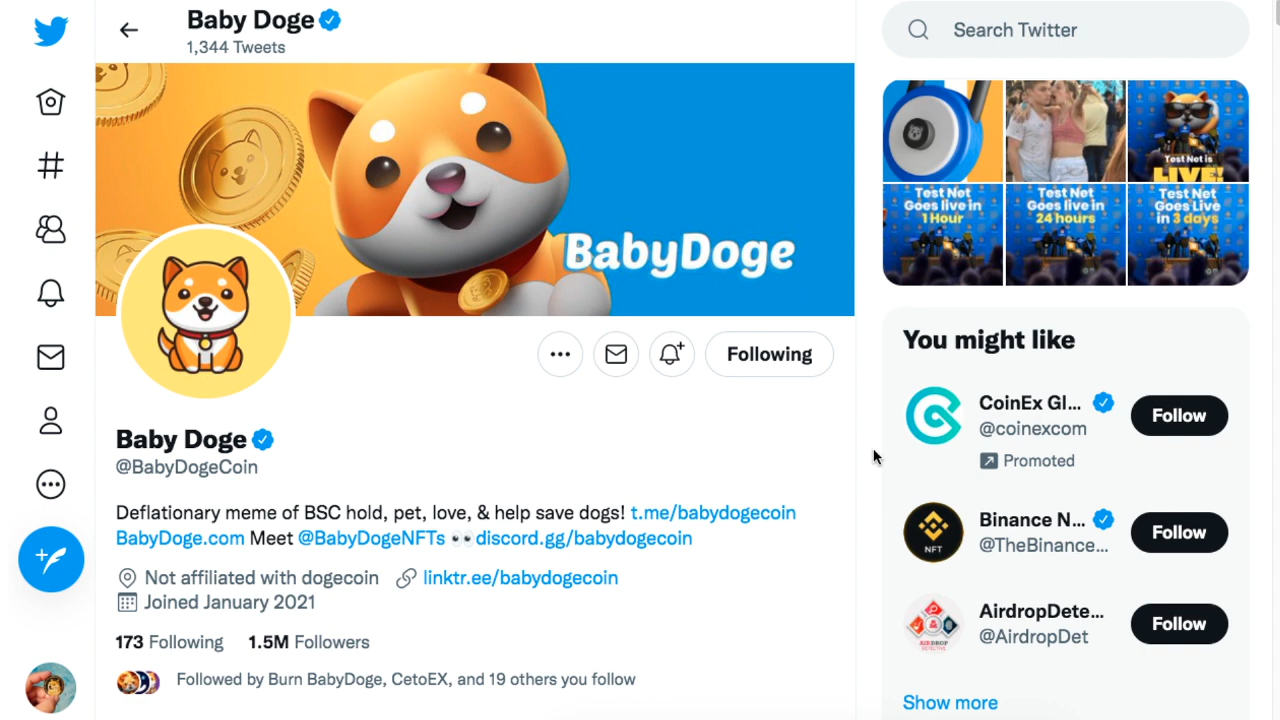 Baby Doge
1,344 Tweets
BabyDoge
Following
Baby Doge
@BabyDogeCoin
Deflationary meme of BSC hold, pet, love, & help save dogs! t.me/babydogecoin
BabyDoge.com Meet @BabyDogeNFTs 👀discord.gg/babydogecoin
Not affiliated with dogecoin linktr.ee/babydogecoin
Joined January 2021
173 Following 1.5M Followers
Followed by Burn BabyDoge, CetoEX, and 19 others you follow
Search Twitter
Test Net is
LIVE!
Test Net
Goes live in
1 Hour
Test Net
Goes live in
24 hours
Test Net
Goes Live
in 3 days
You might like
CoinEx Gl...
@coinexcom
Promoted
Follow
NFT
Binance N...
@TheBinance...
Follow
AIRDROP
DETECTIVE
AirdropDete...
@AirdropDet
Follow
Show more